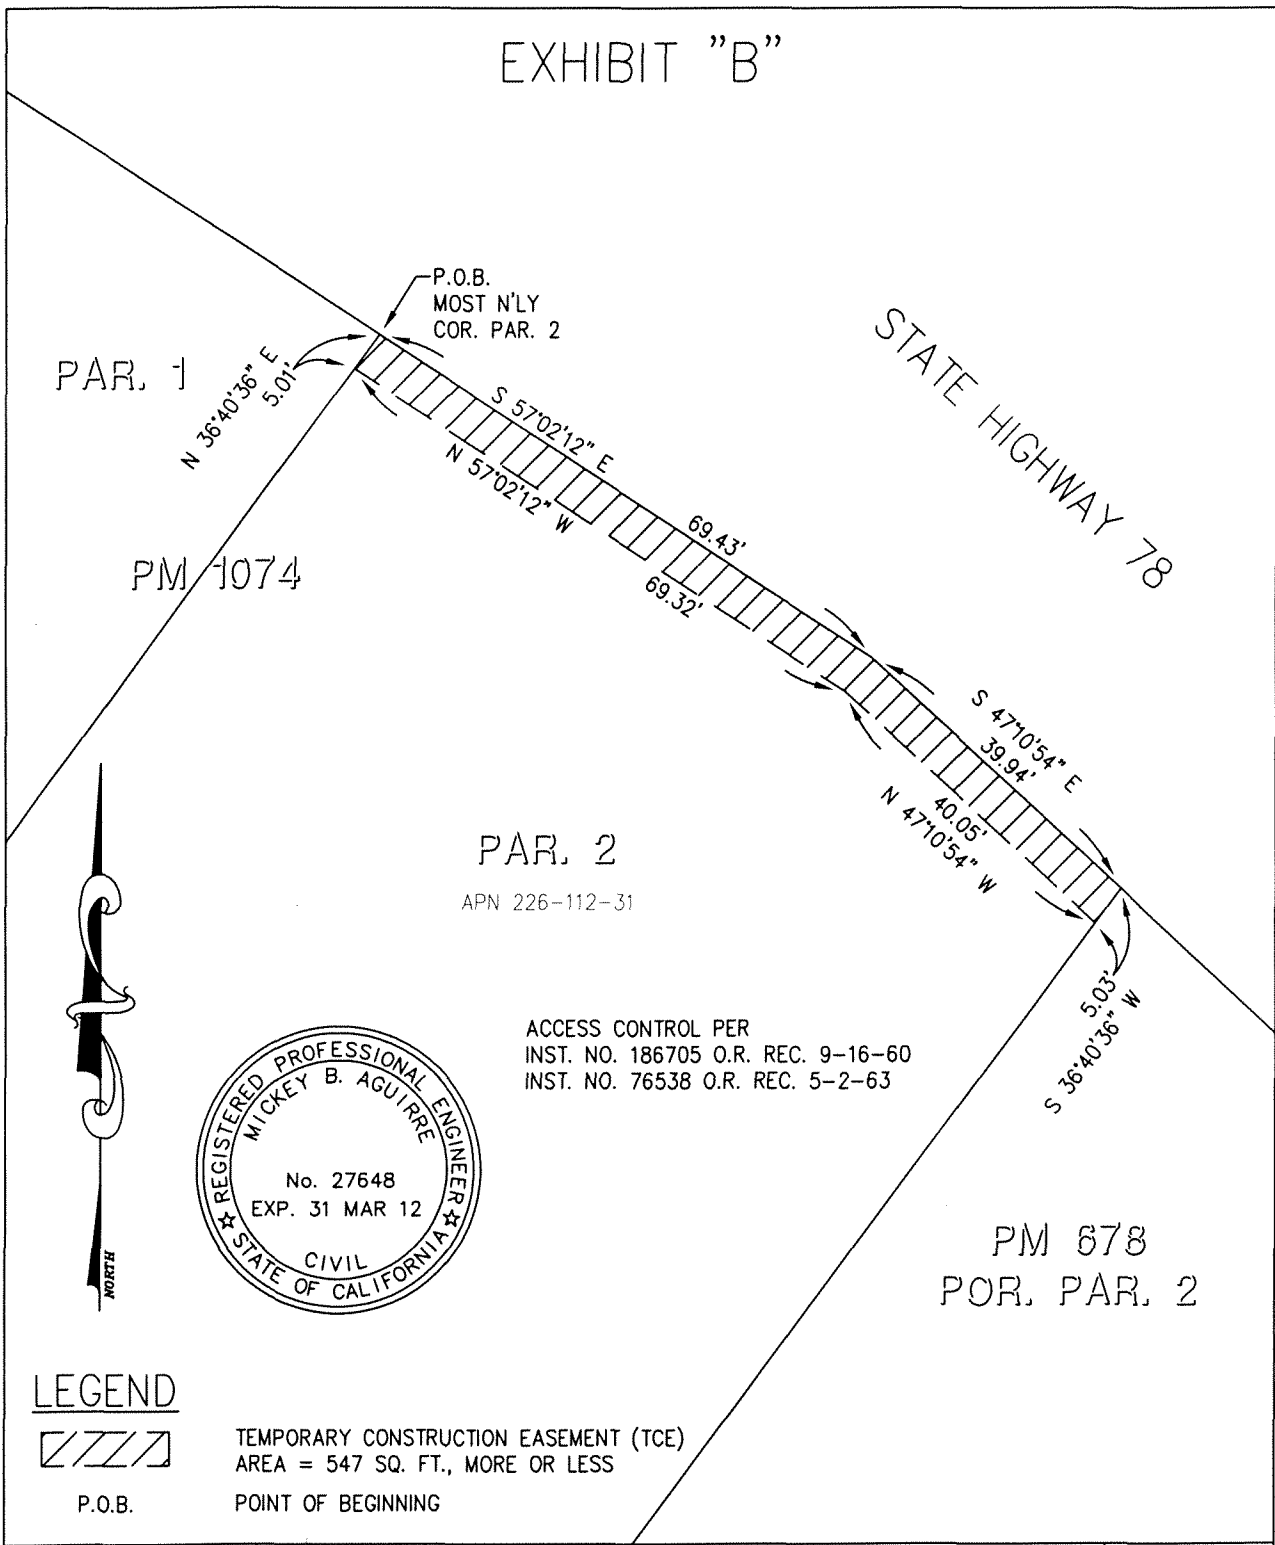 EXHIBIT "B"
P.O.B.
MOST N'LY
COR. PAR. 2
STATE HIGHWAY 78
PAR. 1
N 36°40'36" E
5.01'
S 57°02'12" E
N 57°02'12" W
69.43'
69.32'
PM 1074
S 47°10'54" E
39.94'
40.05'
N 47°10'54" W
PAR. 2
APN 226-112-31
5.03'
S 36°40'36" W
ACCESS CONTROL PER
INST. NO. 186705 O.R. REC. 9-16-60
INST. NO. 76538 O.R. REC. 5-2-63
REGISTERED PROFESSIONAL ENGINEER
MICKEY B. AGUIRRE
No. 27648
EXP. 31 MAR 12
CIVIL
STATE OF CALIFORNIA
NORTH
PM 678
POR. PAR. 2
LEGEND
TEMPORARY CONSTRUCTION EASEMENT (TCE)
AREA = 547 SQ. FT., MORE OR LESS
P.O.B. POINT OF BEGINNING